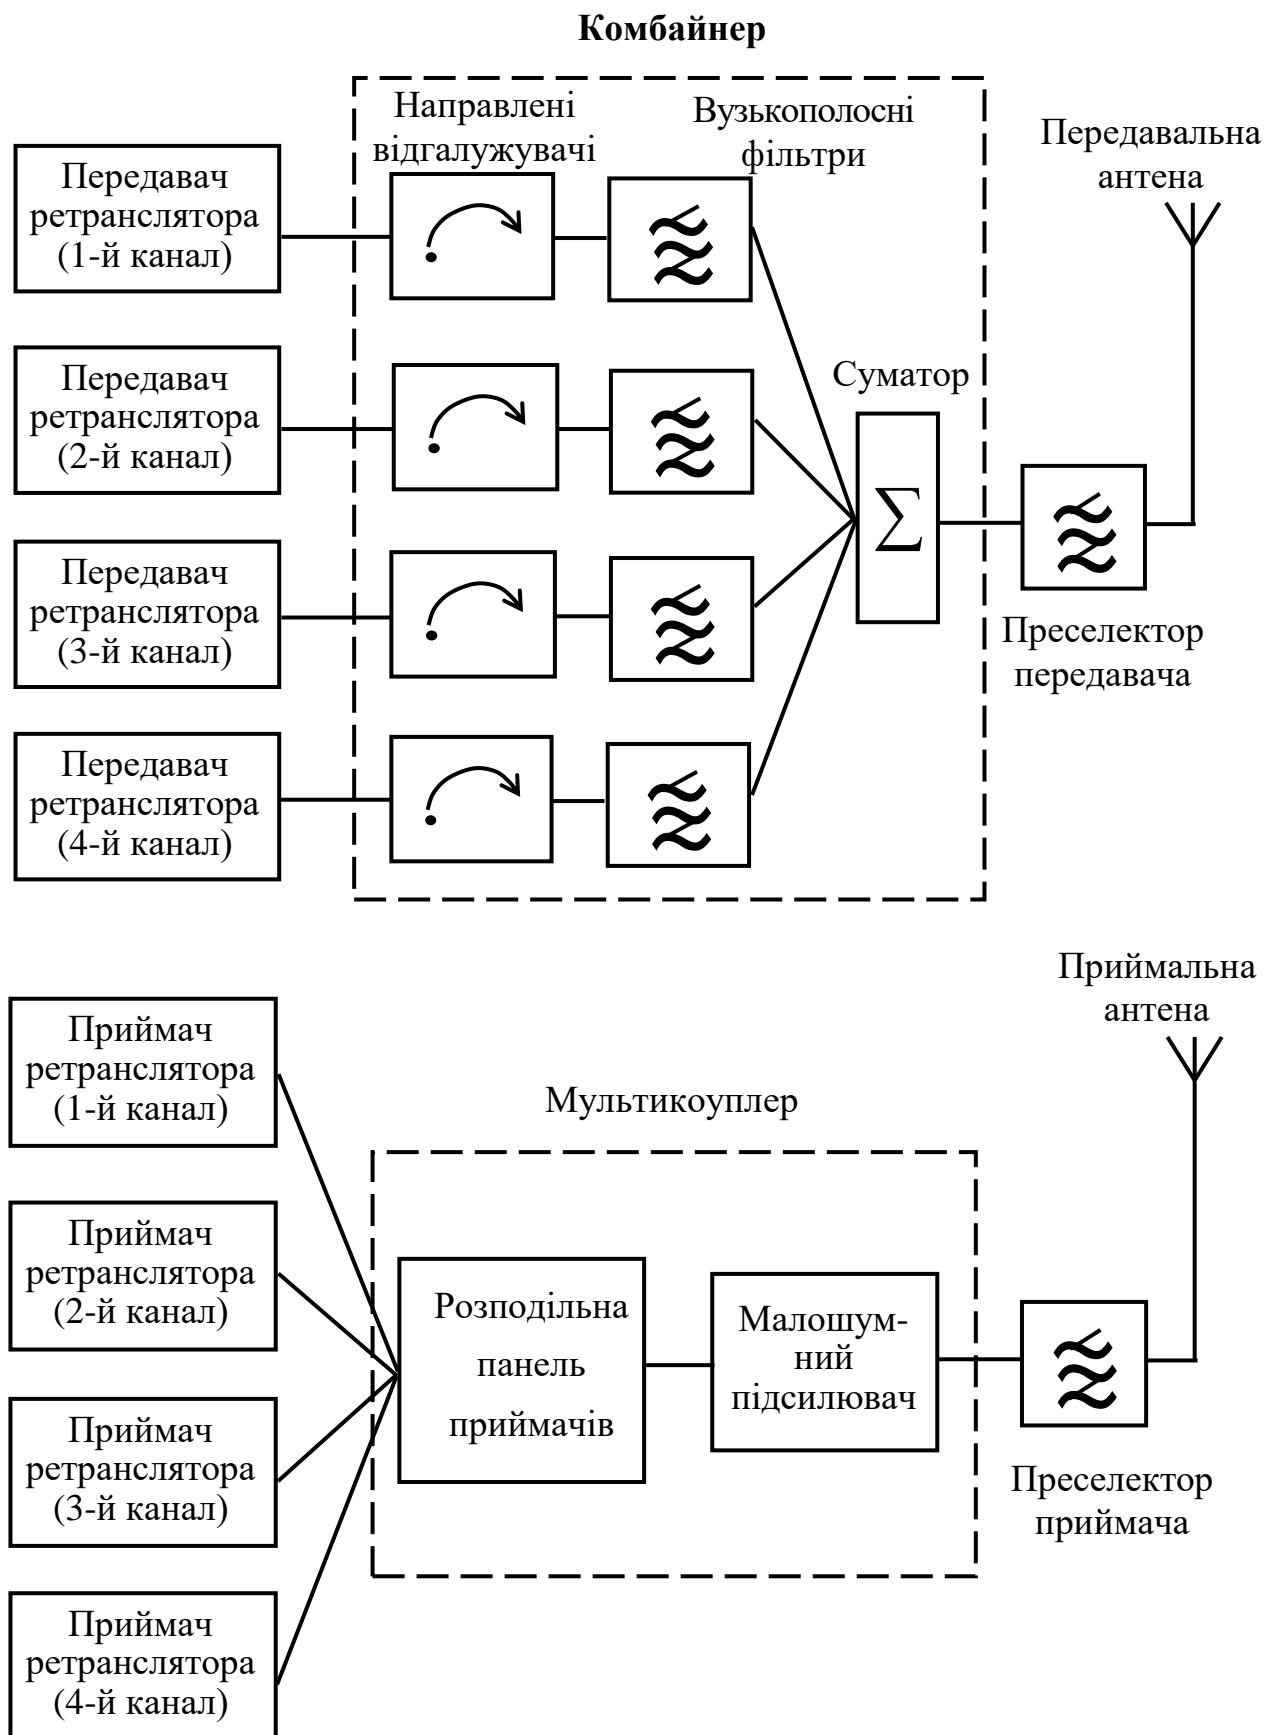 Комбайнер
Направлені
відгалужувачі
Вузькополосні
фільтри
Передавальна
антена
Передавач
ретранслятора
(1-й канал)
Передавач
ретранслятора
(2-й канал)
Суматор
Σ
Передавач
ретранслятора
(3-й канал)
Преселектор
передавача
Передавач
ретранслятора
(4-й канал)
Приймальна
антена
Приймач
ретранслятора
(1-й канал)
Мультикоуплер
Приймач
ретранслятора
(2-й канал)
Розподільна
панель
приймачів
Малошум-
ний
підсилювач
Приймач
ретранслятора
(3-й канал)
Преселектор
приймача
Приймач
ретранслятора
(4-й канал)